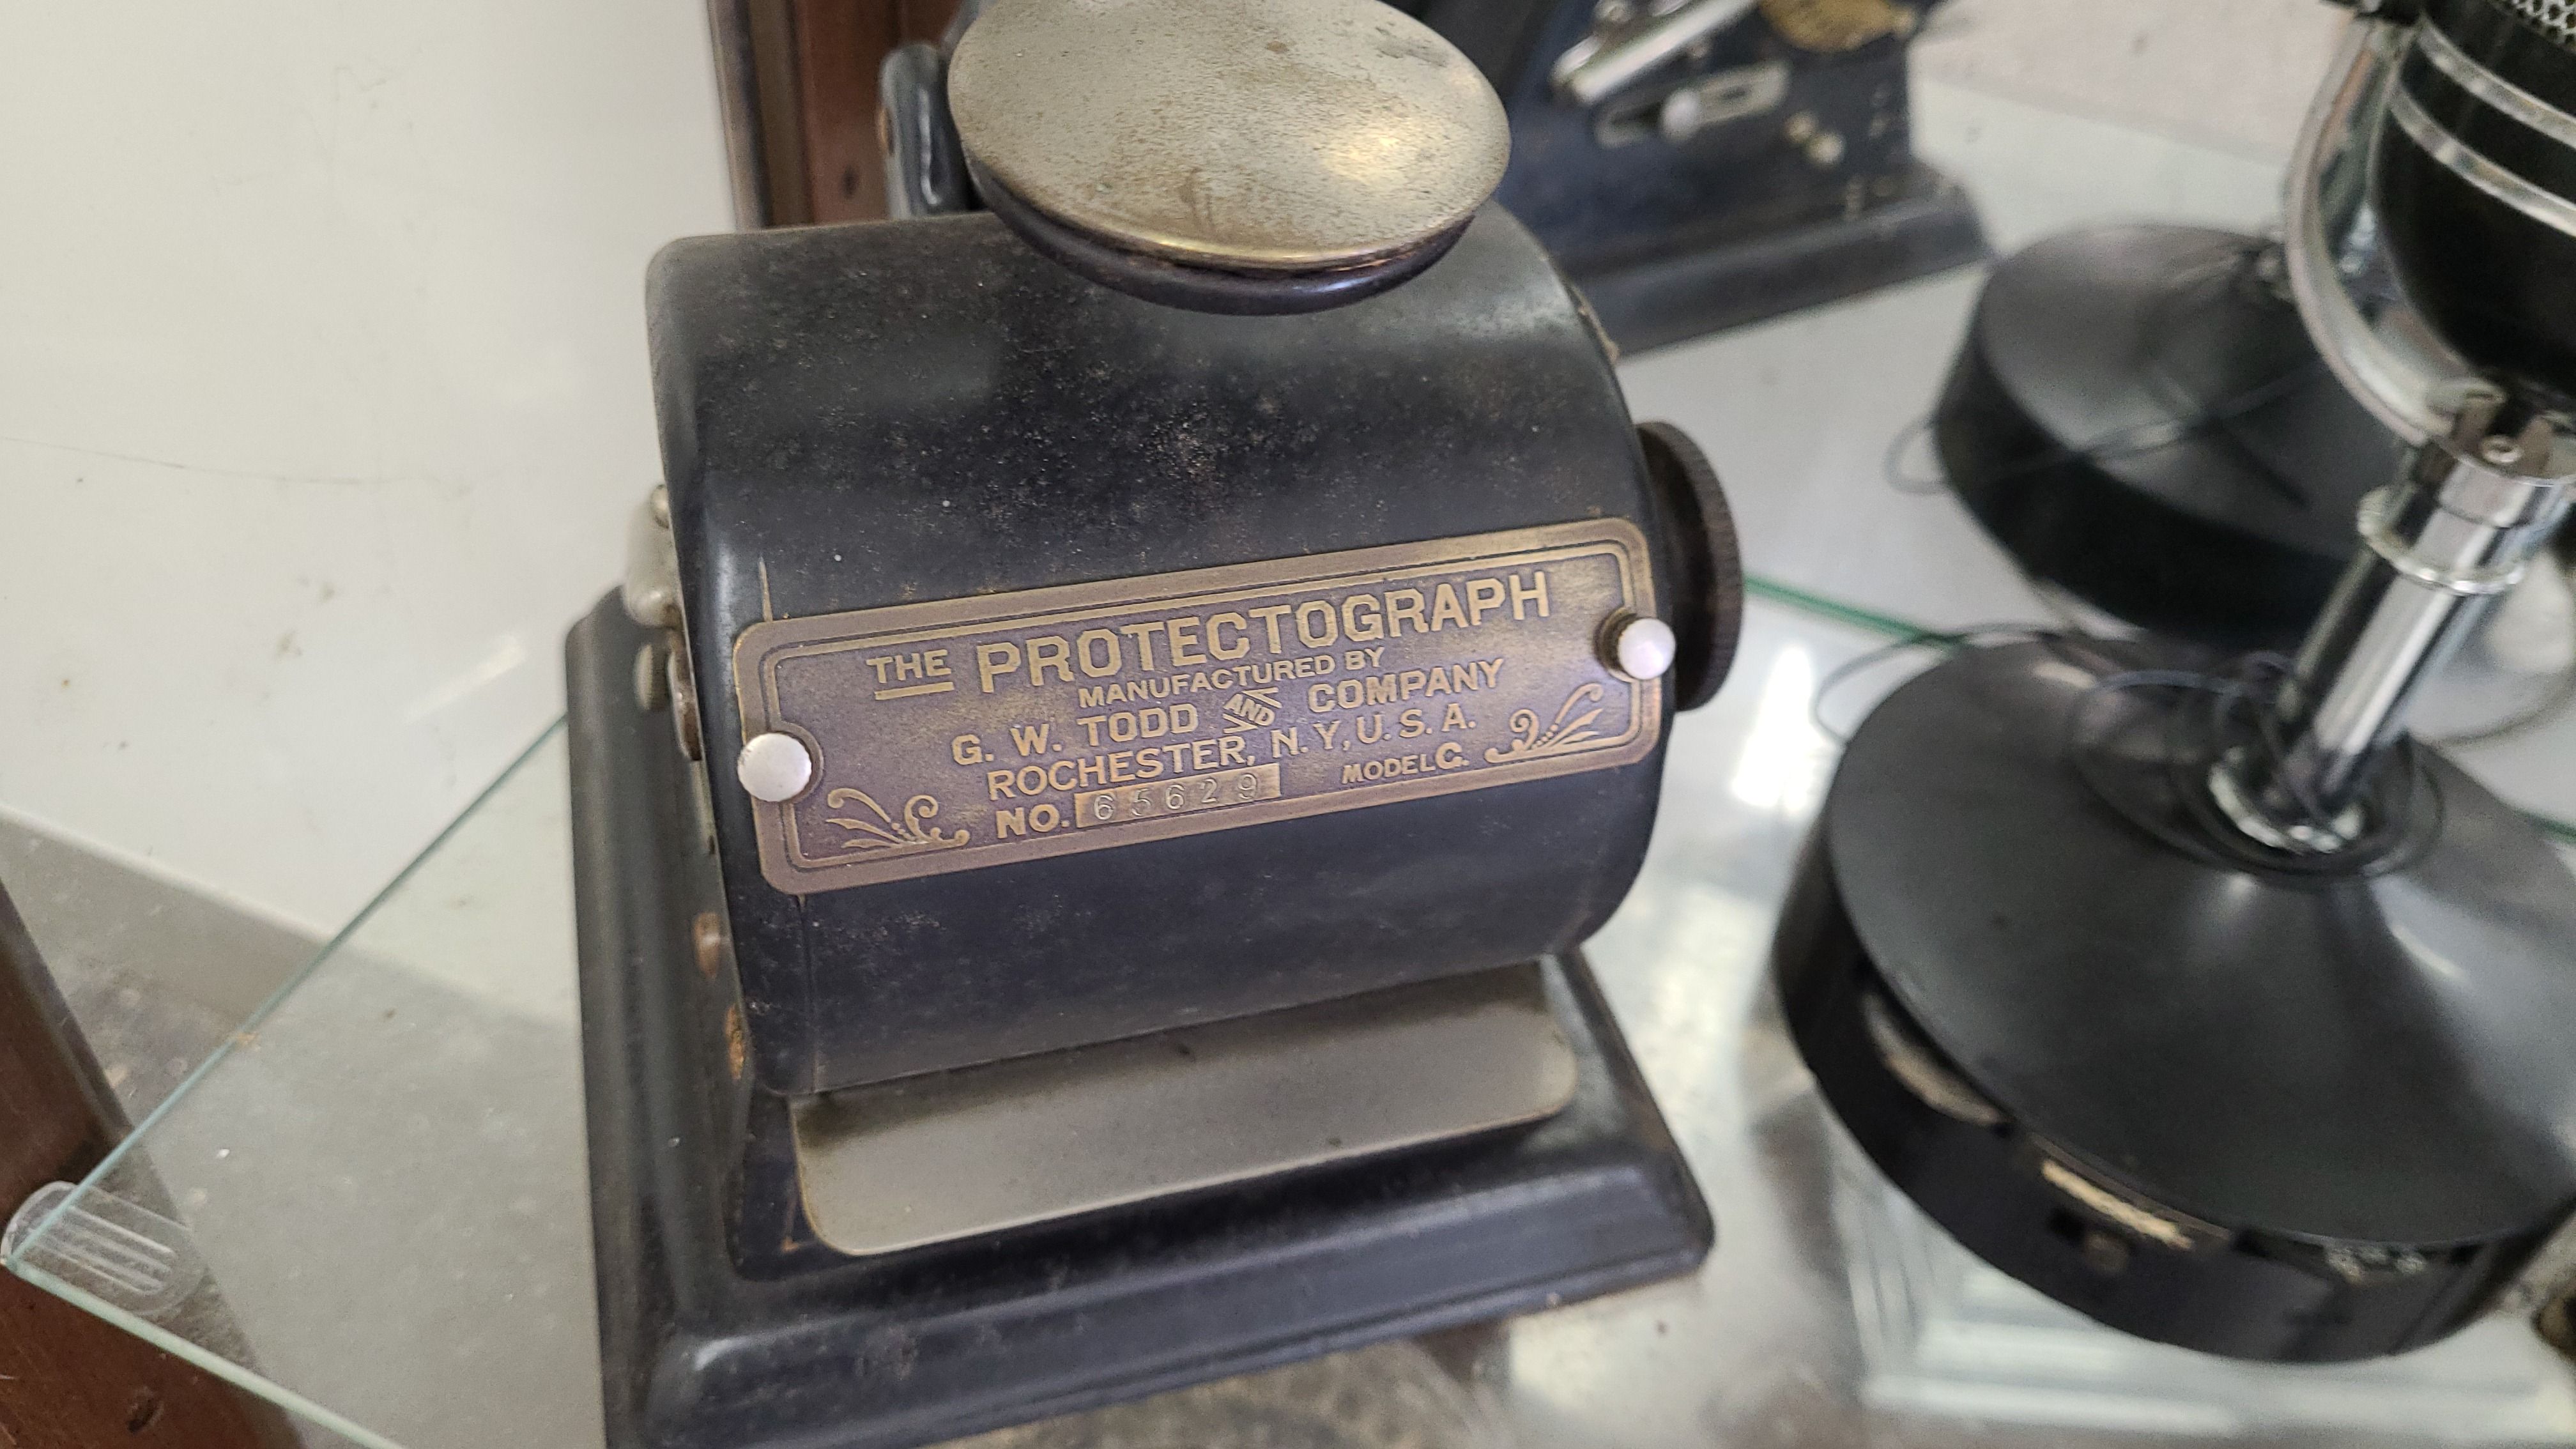 THE PROTECTOGRAPH
MANUFACTURED BY
G. W. TODD AND COMPANY
ROCHESTER, N. Y., U. S. A.
NO. 65629 MODEL C.